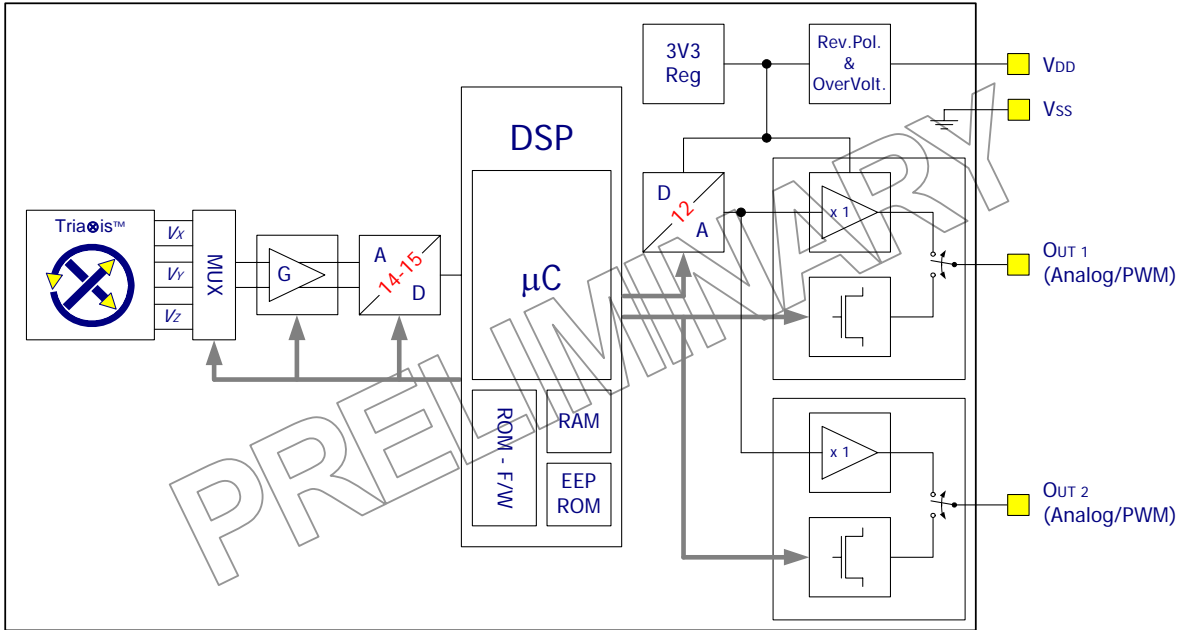 3V3
Reg
Rev.Pol.
&
OverVolt.
VDD
VSS
DSP
D
12
A
x 1
Tria⊗is™
VX
VY
VZ
MUX
G
A
14-15
D
µC
OUT 1
(Analog/PWM)
ROM - F/W
RAM
EEP
ROM
x 1
OUT 2
(Analog/PWM)
PRELIMINARY